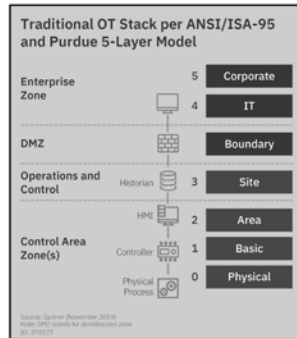 Traditional OT Stack per ANSI/ISA-95
and Purdue 5-Layer Model
Enterprise
Zone
5 Corporate
4 IT
DMZ
Boundary
Operations and
Control
Historian
3 Site
HMI
2 Area
Control Area
Zone(s)
Controller
1 Basic
Physical
Process
0 Physical
Source: Gartner (November 2019)
Note: DMZ stands for demilitarized zone
ID: 370177